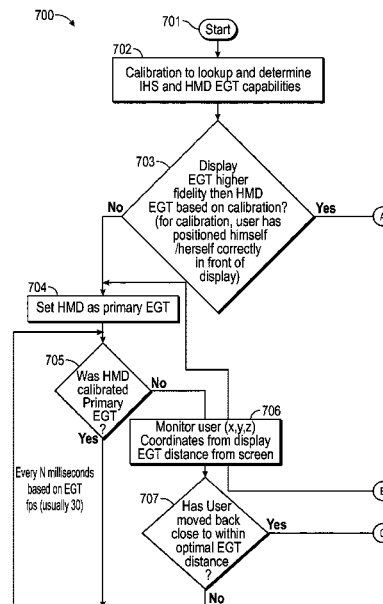 700
701
Start
702
Calibration to lookup and determine
IHS and HMD EGT capabilities
703
Display
EGT higher
fidelity then HMD
EGT based on calibration?
(for calibration, user has
positioned himself
/herself correctly
in front of
display)
No
Yes
A
704
Set HMD as primary EGT
705
Was HMD
calibrated
Primary
EGT
?
No
Yes
706
Monitor user (x,y,z)
Coordinates from display
EGT distance from screen
Every N milliseconds
based on EGT
fps (usually 30)
B
707
Has User
moved back
close to within
optimal EGT
distance
?
Yes
C
No